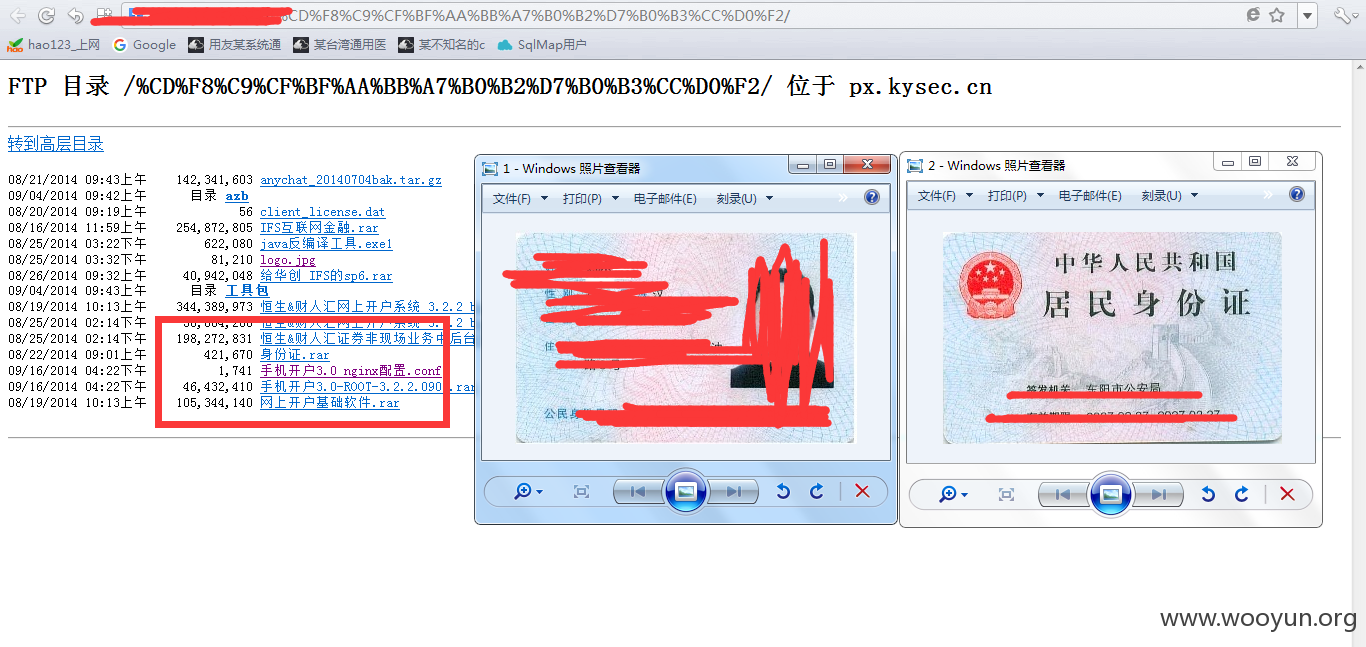 CD%F8%C9%CF%BF%AA%BB%A7%B0%B2%D7%B0%B3%CC%D0%F2/
hao123_上网 Google 用友某系统通 某台湾通用医 某不知名的c SqlMap用户
FTP 目录 /%CD%F8%C9%CF%BF%AA%BB%A7%B0%B2%D7%B0%B3%CC%D0%F2/ 位于 px.kysec.cn
转到高层目录
08/21/2014 09:43上午 142,341,603 anychat_20140704bak.tar.gz
09/04/2014 09:42上午 目录 azb
08/20/2014 09:19上午 56 client_license.dat
08/16/2014 11:59上午 254,872,805 IFS互联网金融.rar
08/25/2014 03:22下午 622,080 java反编译工具.exe1
08/25/2014 03:32下午 81,210 logo.jpg
08/26/2014 09:32上午 40,942,048 给华创 IFS的sp6.rar
09/04/2014 09:43上午 目录 工具包
08/19/2014 10:13上午 344,389,973 恒生&财人汇网上开户系统 3.2.2 b
08/25/2014 02:14下午 恒生&财人汇网上开户系统 3.2.2 b
08/25/2014 02:14下午 198,272,831 恒生&财人汇证券非现场业务中后台
08/22/2014 09:01上午 421,670 身份证.rar
09/16/2014 04:22下午 1,741 手机开户3.0 nginx配置.conf
09/16/2014 04:22下午 46,432,410 手机开户3.0-ROOT-3.2.2.090 .rar
08/19/2014 10:13上午 105,344,140 网上开户基础软件.rar
1 - Windows 照片查看器
文件(F) 打印(P) 电子邮件(E) 刻录(U) »
公民身
2 - Windows 照片查看器
文件(F) 打印(P) 电子邮件(E) 刻录(U) »
中华人民共和国
居民身份证
签发机关 东阳市公安局
www.wooyun.org